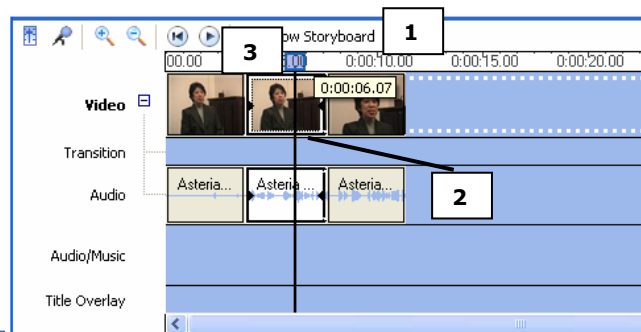 ow Storyboard
1
3
00.00
.00
0:00:10.00
0:00:15.00
0:00:20.00
0:00:06.07
Video
Transition
2
Audio
Asteria...
Asteria ...
Asteria...
Audio/Music
Title Overlay